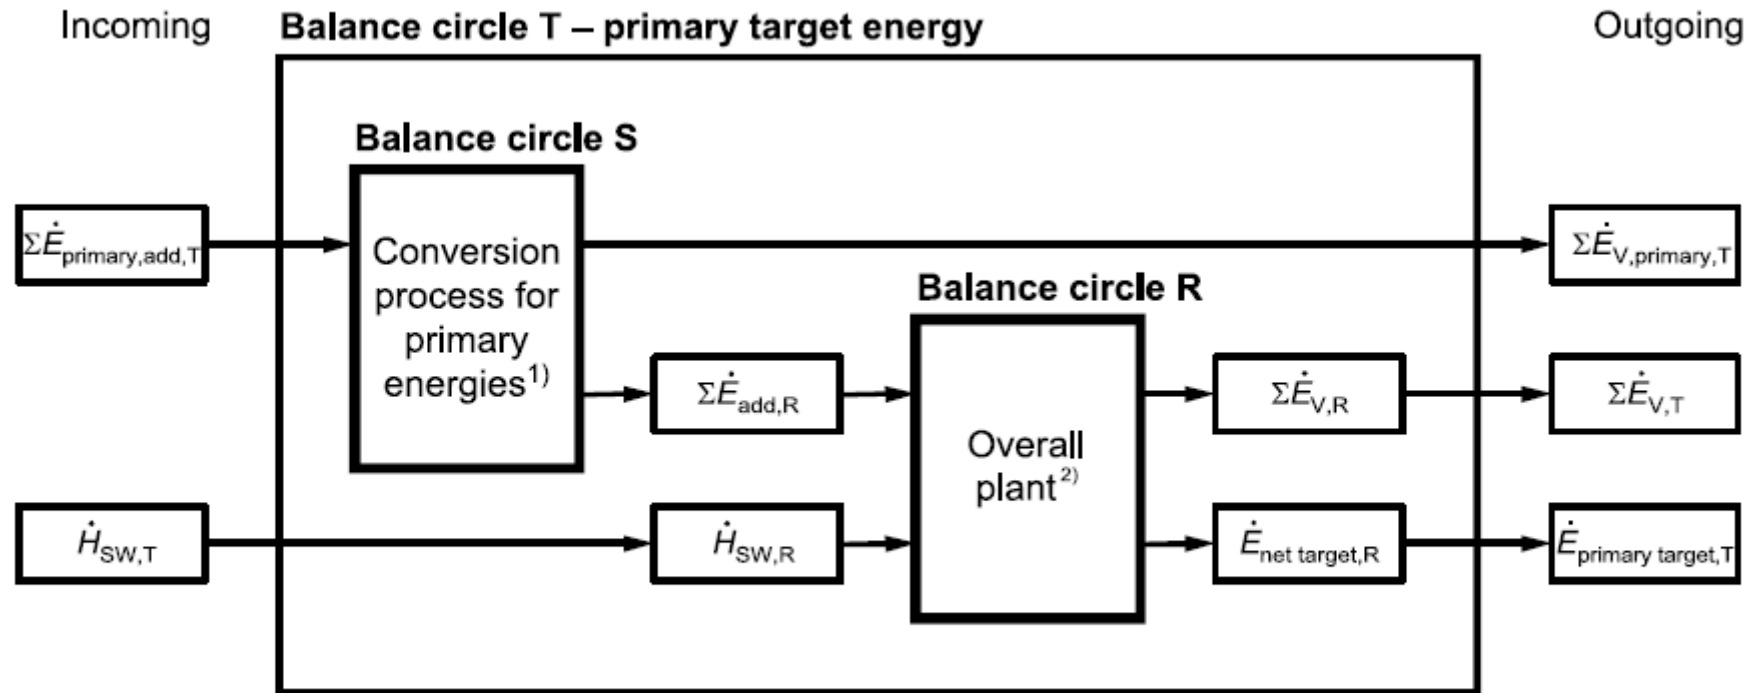 Incoming
Balance circle T – primary target energy
Outgoing
Balance circle S
ΣĖprimary,add,T
Conversion
process for
primary
energies1)
ΣĖV,primary,T
Balance circle R
ΣĖadd,R
Overall
plant2)
ΣĖV,R
ΣĖV,T
ḢSW,T
ḢSW,R
Ėnet target,R
Ėprimary target,T